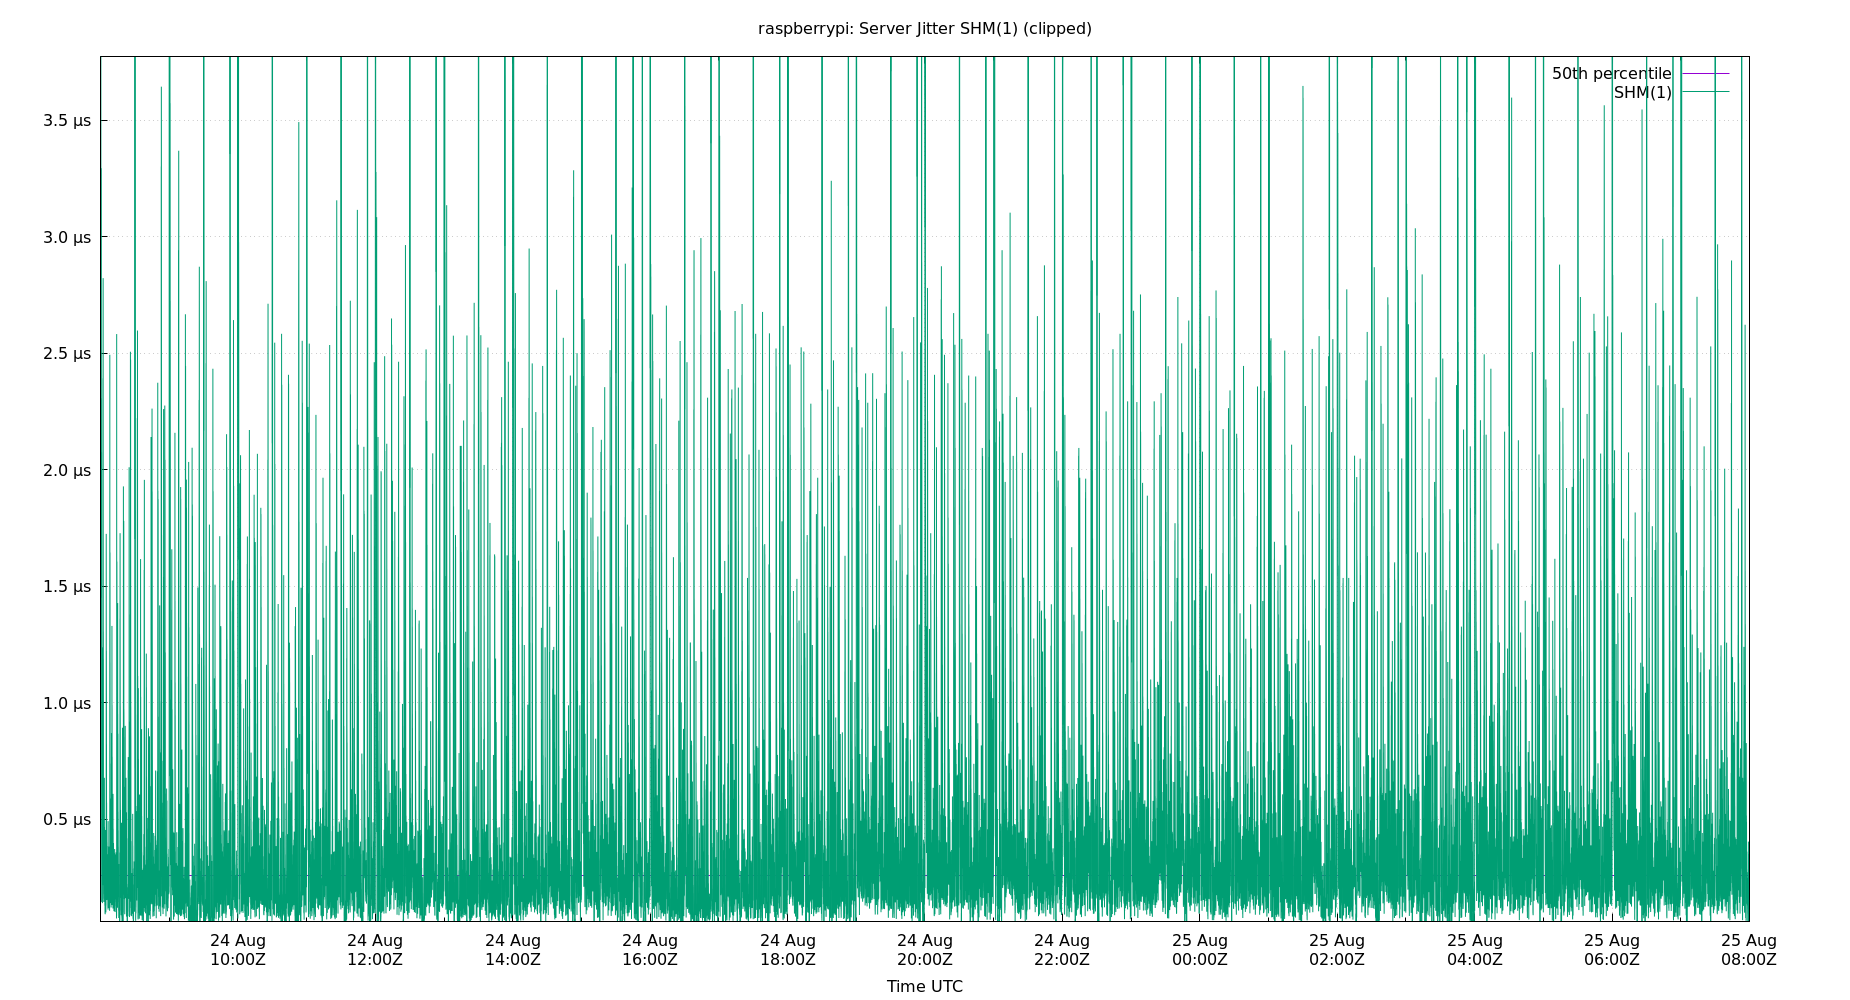 raspberrypi: Server Jitter SHM(1) (clipped)
50th percentile
SHM(1)
3.5 µs
3.0 µs
2.5 µs
2.0 µs
1.5 µs
1.0 µs
0.5 µs
24 Aug 24 Aug 24 Aug 24 Aug 24 Aug 24 Aug 24 Aug 25 Aug 25 Aug 25 Aug 25 Aug 25 Aug
10:00Z 12:00Z 14:00Z 16:00Z 18:00Z 20:00Z 22:00Z 00:00Z 02:00Z 04:00Z 06:00Z 08:00Z
Time UTC